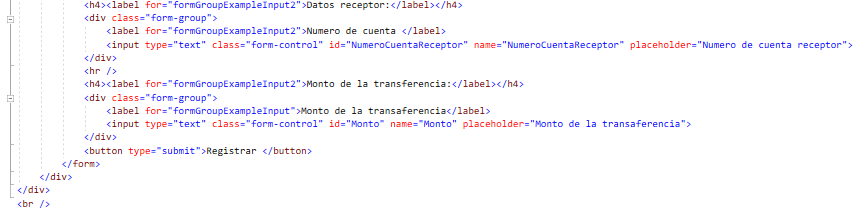 <h4><label for="formGroupExampleInput2">Datos receptor:</label></h4>
<div class="form-group">
<label for="formGroupExampleInput">Numero de cuenta </label>
<input type="text" class="form-control" id="NumeroCuentaReceptor" name="NumeroCuentaReceptor" placeholder="Numero de cuenta receptor">
</div>
<hr />
<h4><label for="formGroupExampleInput2">Monto de la transferencia:</label></h4>
<div class="form-group">
<label for="formGroupExampleInput">Monto de la transaferencia</label>
<input type="text" class="form-control" id="Monto" name="Monto" placeholder="Monto de la transaferencia">
</div>
<button type="submit">Registrar </button>
</form>
</div>
</div>
<br />